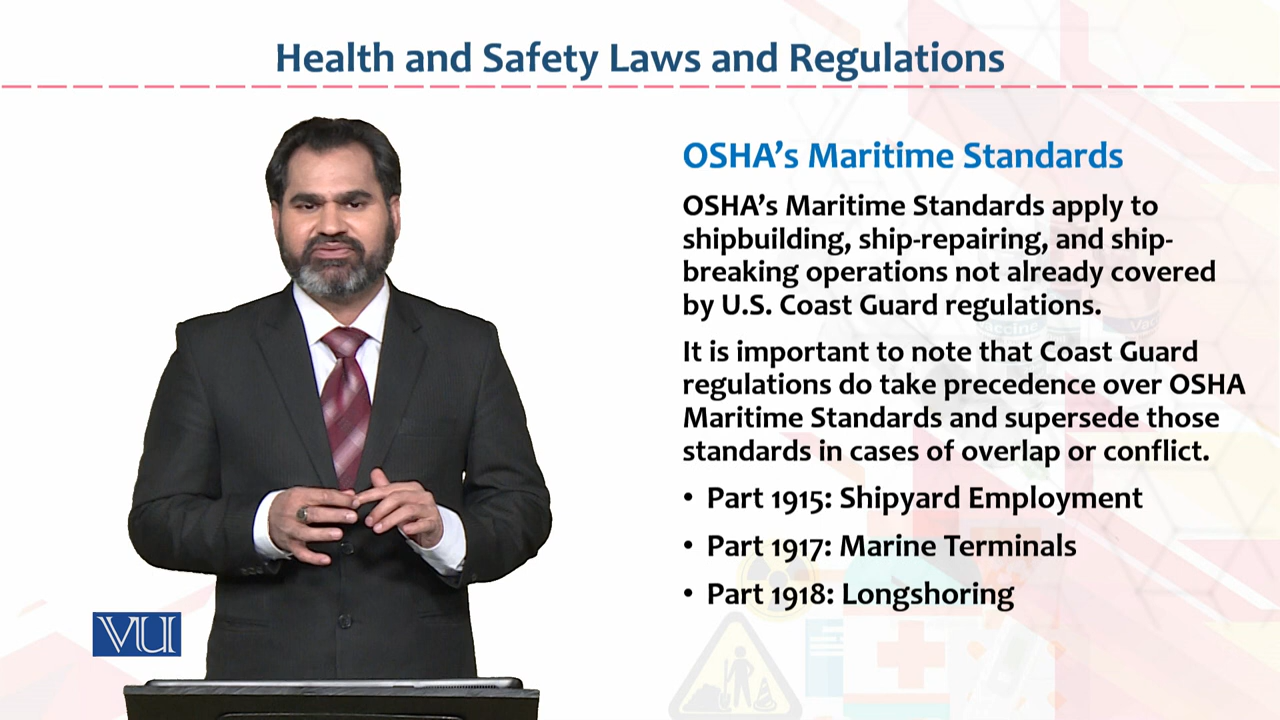 Health and Safety Laws and Regulations
OSHA's Maritime Standards
OSHA's Maritime Standards apply to
shipbuilding, ship-repairing, and ship-
breaking operations not already covered
by U.S. Coast Guard regulations.
It is important to note that Coast Guard
regulations do take precedence over OSHA
Maritime Standards and supersede those
standards in cases of overlap or conflict.
• Part 1915: Shipyard Employment
• Part 1917: Marine Terminals
• Part 1918: Longshoring
VU